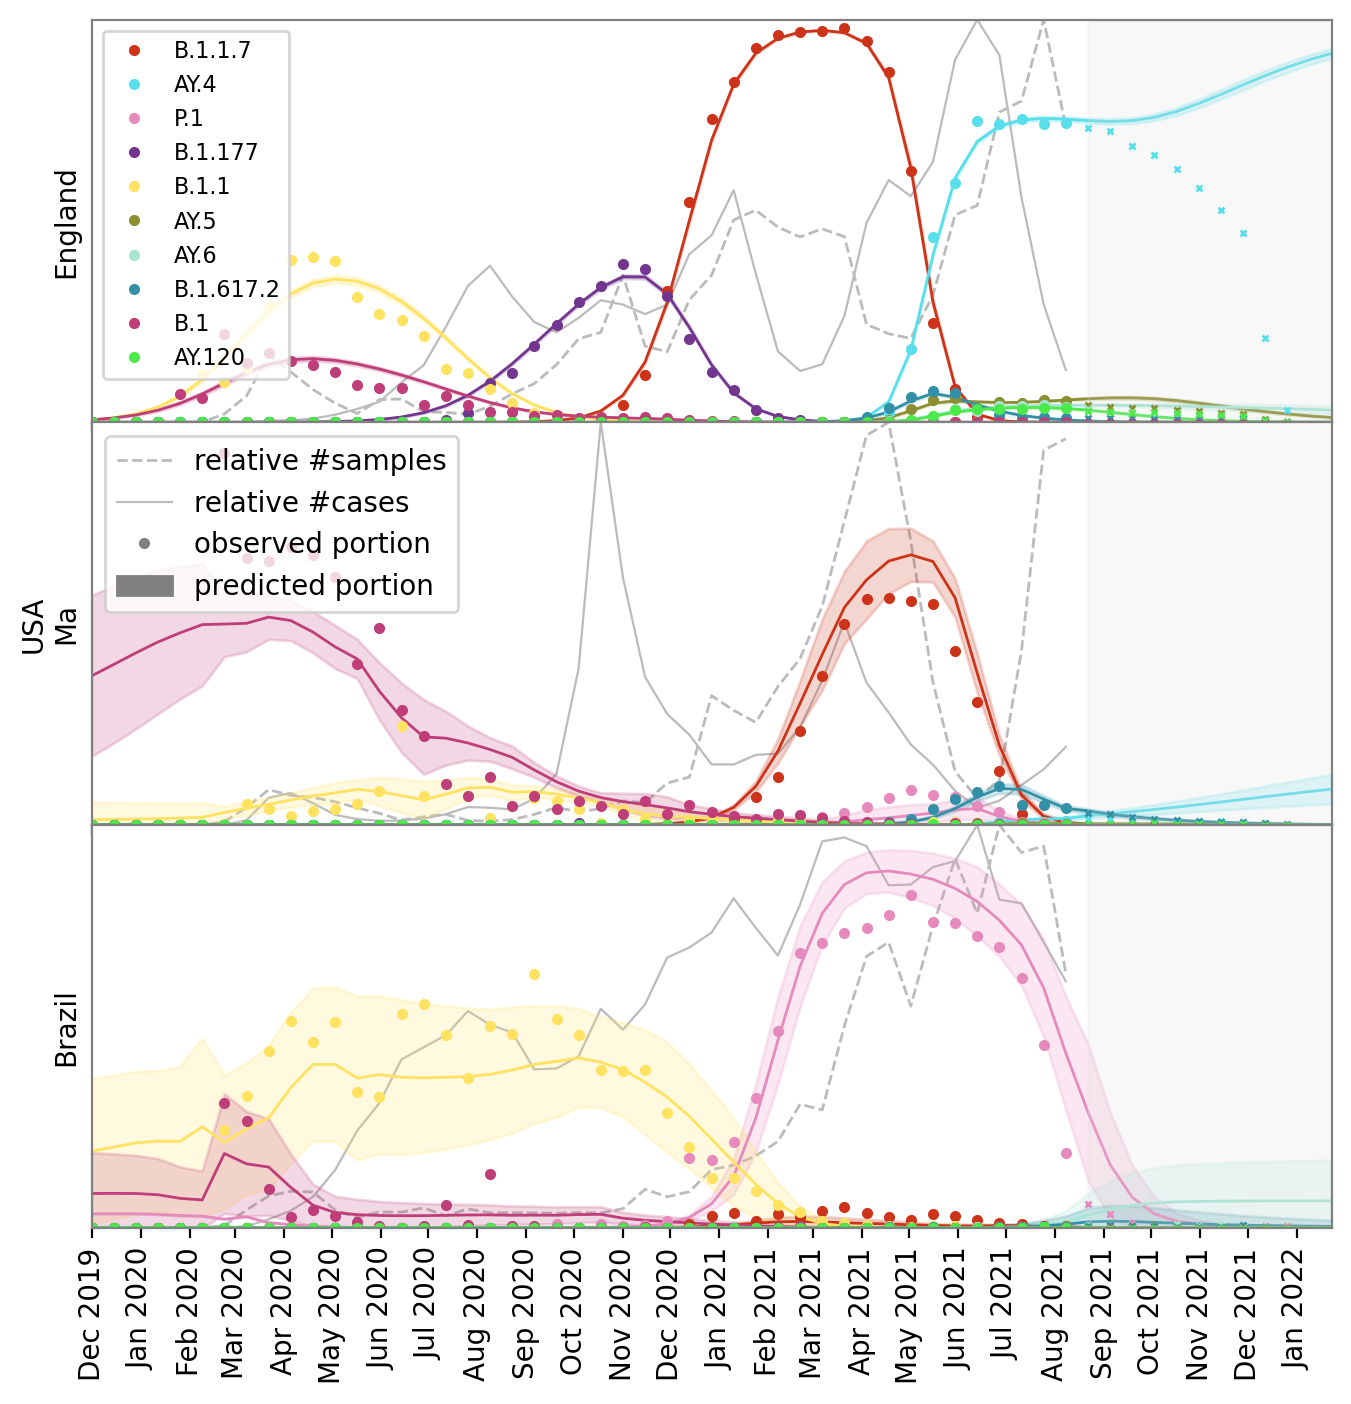 England
B.1.1.7
AY.4
P.1
B.1.177
B.1.1
AY.5
AY.6
B.1.617.2
B.1
AY.120
USA
Ma
relative #samples
relative #cases
observed portion
predicted portion
Brazil
Dec 2019
Jan 2020
Feb 2020
Mar 2020
Apr 2020
May 2020
Jun 2020
Jul 2020
Aug 2020
Sep 2020
Oct 2020
Nov 2020
Dec 2020
Jan 2021
Feb 2021
Mar 2021
Apr 2021
May 2021
Jun 2021
Jul 2021
Aug 2021
Sep 2021
Oct 2021
Nov 2021
Dec 2021
Jan 2022